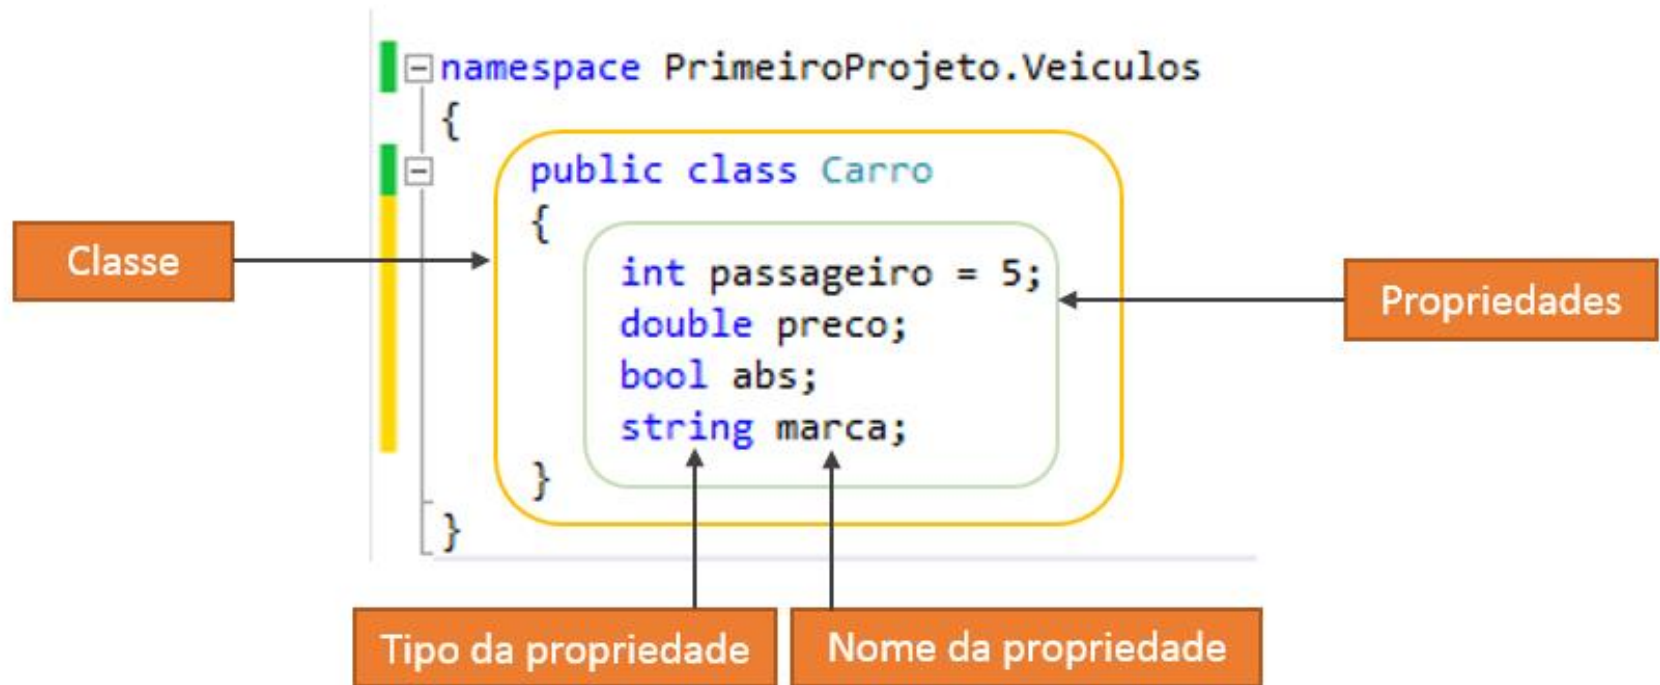 namespace PrimeiroProjeto.Veiculos
{
public class Carro
{
Classe
int passageiro = 5;
Propriedades
double preco;
bool abs;
string marca;
}
}
Tipo da propriedade
Nome da propriedade